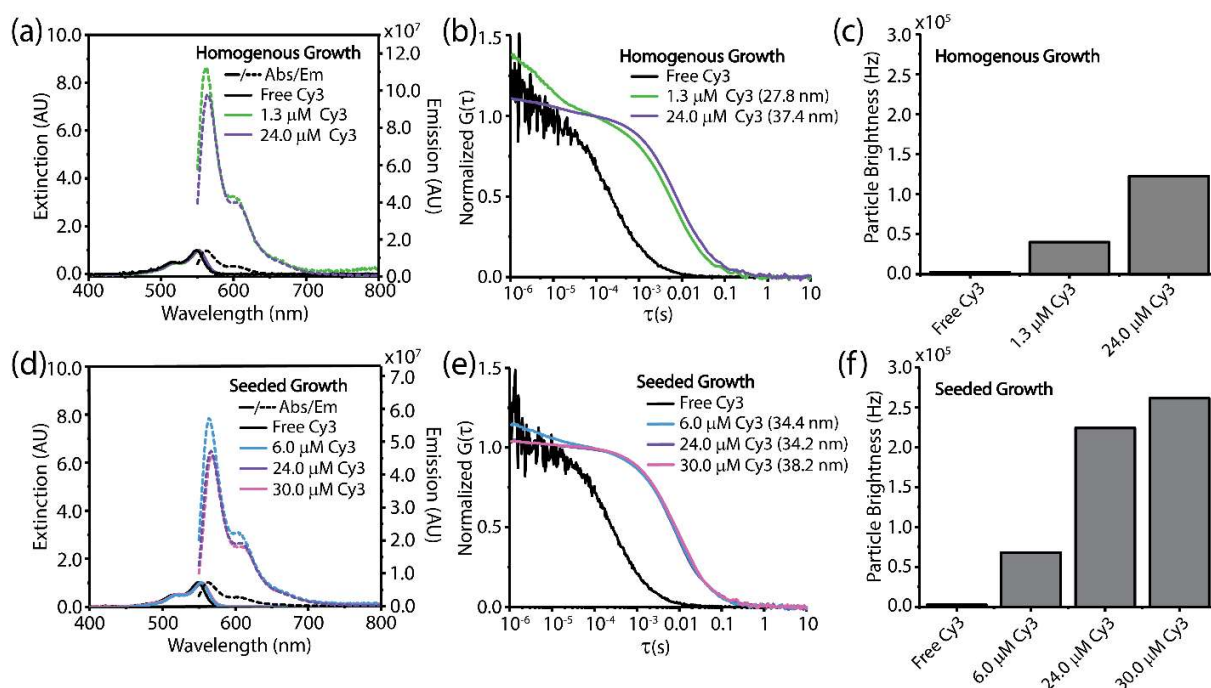 (a)
Homogenous Growth
Abs/Em
Free Cy3
1.3 μM Cy3
24.0 μM Cy3
Extinction (AU)
10.0
8.0
6.0
4.0
2.0
0.0
x10⁷
12.0
10.0
8.0
6.0
4.0
2.0
0.0
Emission (AU)
400 500 600 700 800
Wavelength (nm)
(b)
Homogenous Growth
Free Cy3
1.3 μM Cy3 (27.8 nm)
24.0 μM Cy3 (37.4 nm)
Normalized G(τ)
1.5
1.0
0.5
0.0
10⁻⁶ 10⁻⁵ 10⁻⁴ 10⁻³ 0.01 0.1 1 10
τ(s)
(c)
x10⁵
Homogenous Growth
Particle Brightness (Hz)
3.0
2.5
2.0
1.5
1.0
0.5
0.0
Free Cy3
1.3 μM Cy3
24.0 μM Cy3
(d)
Seeded Growth
Abs/Em
Free Cy3
6.0 μM Cy3
24.0 μM Cy3
30.0 μM Cy3
Extinction (AU)
10.0
8.0
6.0
4.0
2.0
0.0
x10⁷
7.0
6.0
5.0
4.0
3.0
2.0
1.0
0.0
Emission (AU)
400 500 600 700 800
Wavelength (nm)
(e)
Seeded Growth
Free Cy3
6.0 μM Cy3 (34.4 nm)
24.0 μM Cy3 (34.2 nm)
30.0 μM Cy3 (38.2 nm)
Normalized G(τ)
1.5
1.0
0.5
0.0
10⁻⁶ 10⁻⁵ 10⁻⁴ 10⁻³ 0.01 0.1 1 10
τ(s)
(f)
x10⁵
Seeded Growth
Particle Brightness (Hz)
3.0
2.5
2.0
1.5
1.0
0.5
0.0
Free Cy3
6.0 μM Cy3
24.0 μM Cy3
30.0 μM Cy3